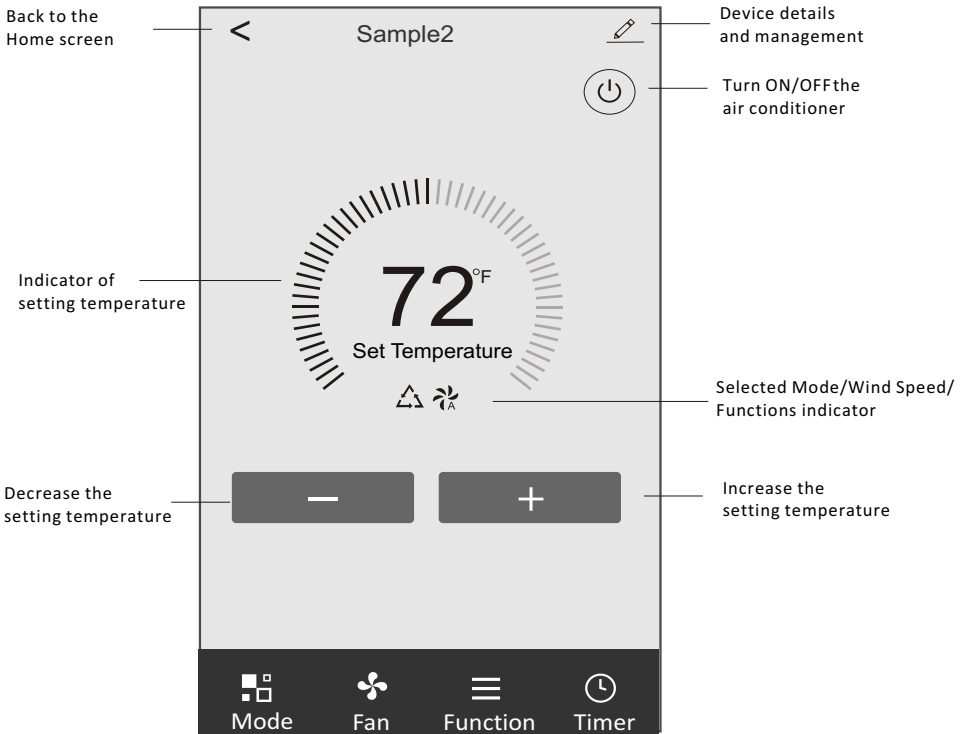 Back to the
Home screen
<
Sample2
Device details
and management
Turn ON/OFF the
air conditioner
Indicator of
setting temperature
72°F
Set Temperature
A
Selected Mode/Wind Speed/
Functions indicator
Decrease the
setting temperature
—
+
Increase the
setting temperature
Mode
Fan
Function
Timer